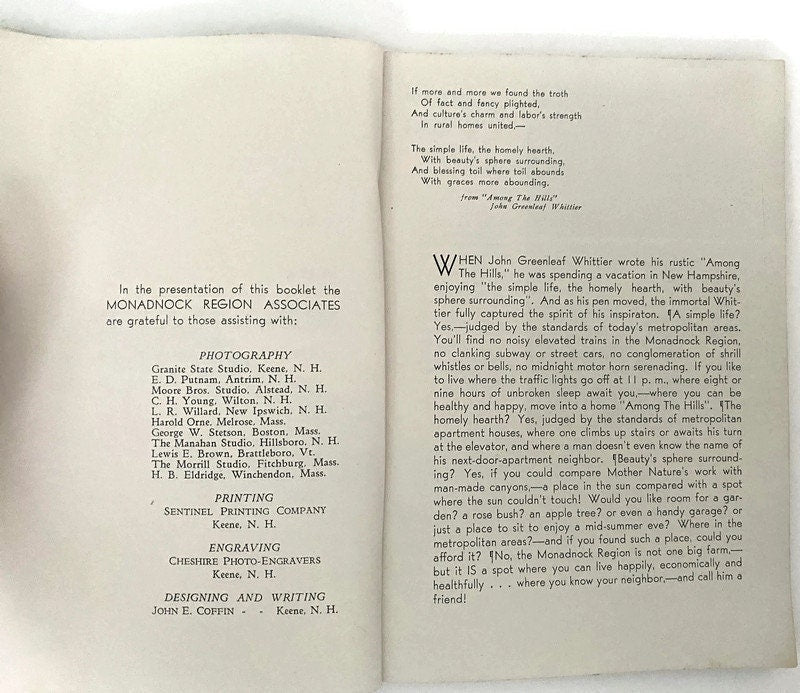 In the presentation of this booklet the
MONADNOCK REGION ASSOCIATES
are grateful to those assisting with:
PHOTOGRAPHY
Granite State Studio, Keene, N. H.
E. D. Putnam, Antrim, N. H.
Moore Bros. Studio, Alstead, N. H.
C. H. Young, Wilton, N. H.
L. R. Willard, New Ipswich, N. H.
Harold Orne, Melrose, Mass.
George W. Stetson, Boston, Mass.
The Manahan Studio, Hillsboro, N. H.
Lewis E. Brown, Brattleboro, Vt.
The Morrill Studio, Fitchburg, Mass.
H. B. Eldridge, Winchendon, Mass.
PRINTING
SENTINEL PRINTING COMPANY
Keene, N. H.
ENGRAVING
CHESHIRE PHOTO-ENGRAVERS
Keene, N. H.
DESIGNING AND WRITING
JOHN E. COFFIN - - Keene, N. H.
If more and more we found the troth
Of fact and fancy plighted,
And culture's charm and labor's strength
In rural homes united.—
The simple life, the homely hearth,
With beauty's sphere surrounding,
And blessing toil where toil abounds
With graces more abounding.
from "Among The Hills"
John Greenleaf Whittier
WHEN John Greenleaf Whittier wrote his rustic "Among
The Hills," he was spending a vacation in New Hampshire,
enjoying "the simple life, the homely hearth, with beauty's
sphere surrounding". And as his pen moved, the immortal Whit-
tier fully captured the spirit of his inspiraton. ¶A simple life?
Yes,—judged by the standards of today's metropolitan areas.
You'll find no noisy elevated trains in the Monadnock Region,
no clanking subway or street cars, no conglomeration of shrill
whistles or bells, no midnight motor horn serenading. If you like
to live where the traffic lights go off at 11 p. m., where eight or
nine hours of unbroken sleep await you,—where you can be
healthy and happy, move into a home "Among The Hills". ¶The
homely hearth? Yes, judged by the standards of metropolitan
apartment houses, where one climbs up stairs or awaits his turn
at the elevator, and where a man doesn't even know the name of
his next-door-apartment neighbor. ¶Beauty's sphere surround-
ing? Yes, if you could compare Mother Nature's work with
man-made canyons,—a place in the sun compared with a spot
where the sun couldn't touch! Would you like room for a gar-
den? a rose bush? an apple tree? or even a handy garage? or
just a place to sit to enjoy a mid-summer eve? Where in the
metropolitan areas?—and if you found such a place, could you
afford it? ¶No, the Monadnock Region is not one big farm,—
but it IS a spot where you can live happily, economically and
healthfully . . . where you know your neighbor,—and call him a
friend!